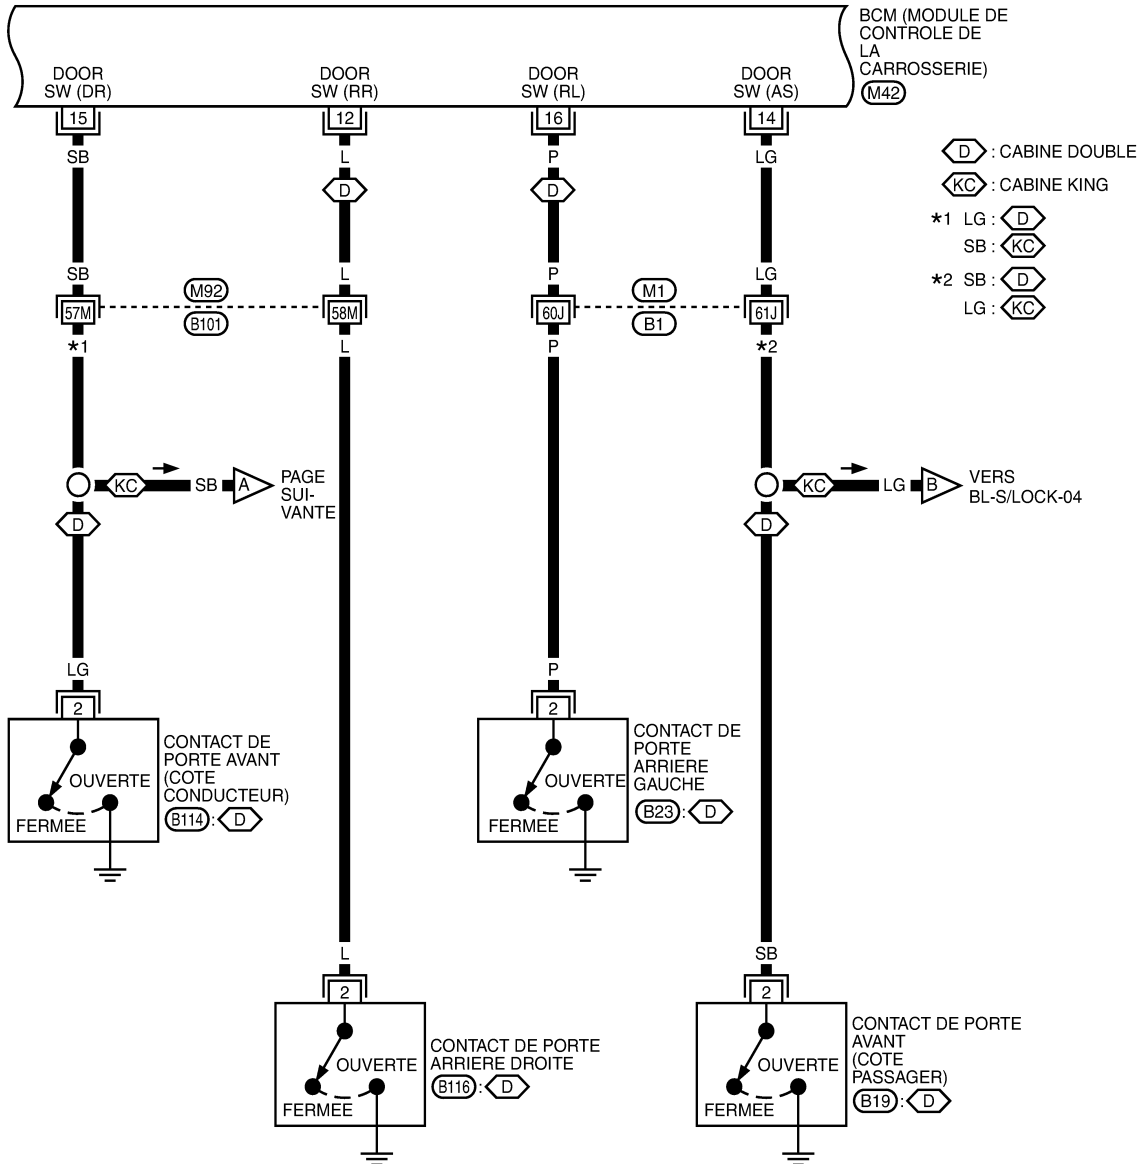 BCM (MODULE DE
CONTROLE DE
LA
CARROSSERIE)
M42
DOOR
SW (DR)
DOOR
SW (RR)
DOOR
SW (RL)
DOOR
SW (AS)
15
12
16
14
SB
L
P
LG
D
D
D : CABINE DOUBLE
KC : CABINE KING
*1 LG : D
SB : KC
*2 SB : D
LG : KC
SB
L
P
LG
M92
M1
57M
58M
60J
61J
B101
B1
*1
L
P
*2
KC
SB
A
PAGE
SUI-
VANTE
KC
LG
B
VERS
BL-S/LOCK-04
D
D
LG
P
2
2
CONTACT DE
PORTE AVANT
(COTE
CONDUCTEUR)
B114 : D
OUVERTE
FERMEE
CONTACT DE
PORTE
ARRIERE
GAUCHE
B23 : D
OUVERTE
FERMEE
L
SB
2
2
CONTACT DE PORTE
ARRIERE DROITE
B116 : D
OUVERTE
FERMEE
CONTACT DE PORTE
AVANT
(COTE
PASSAGER)
B19 : D
OUVERTE
FERMEE